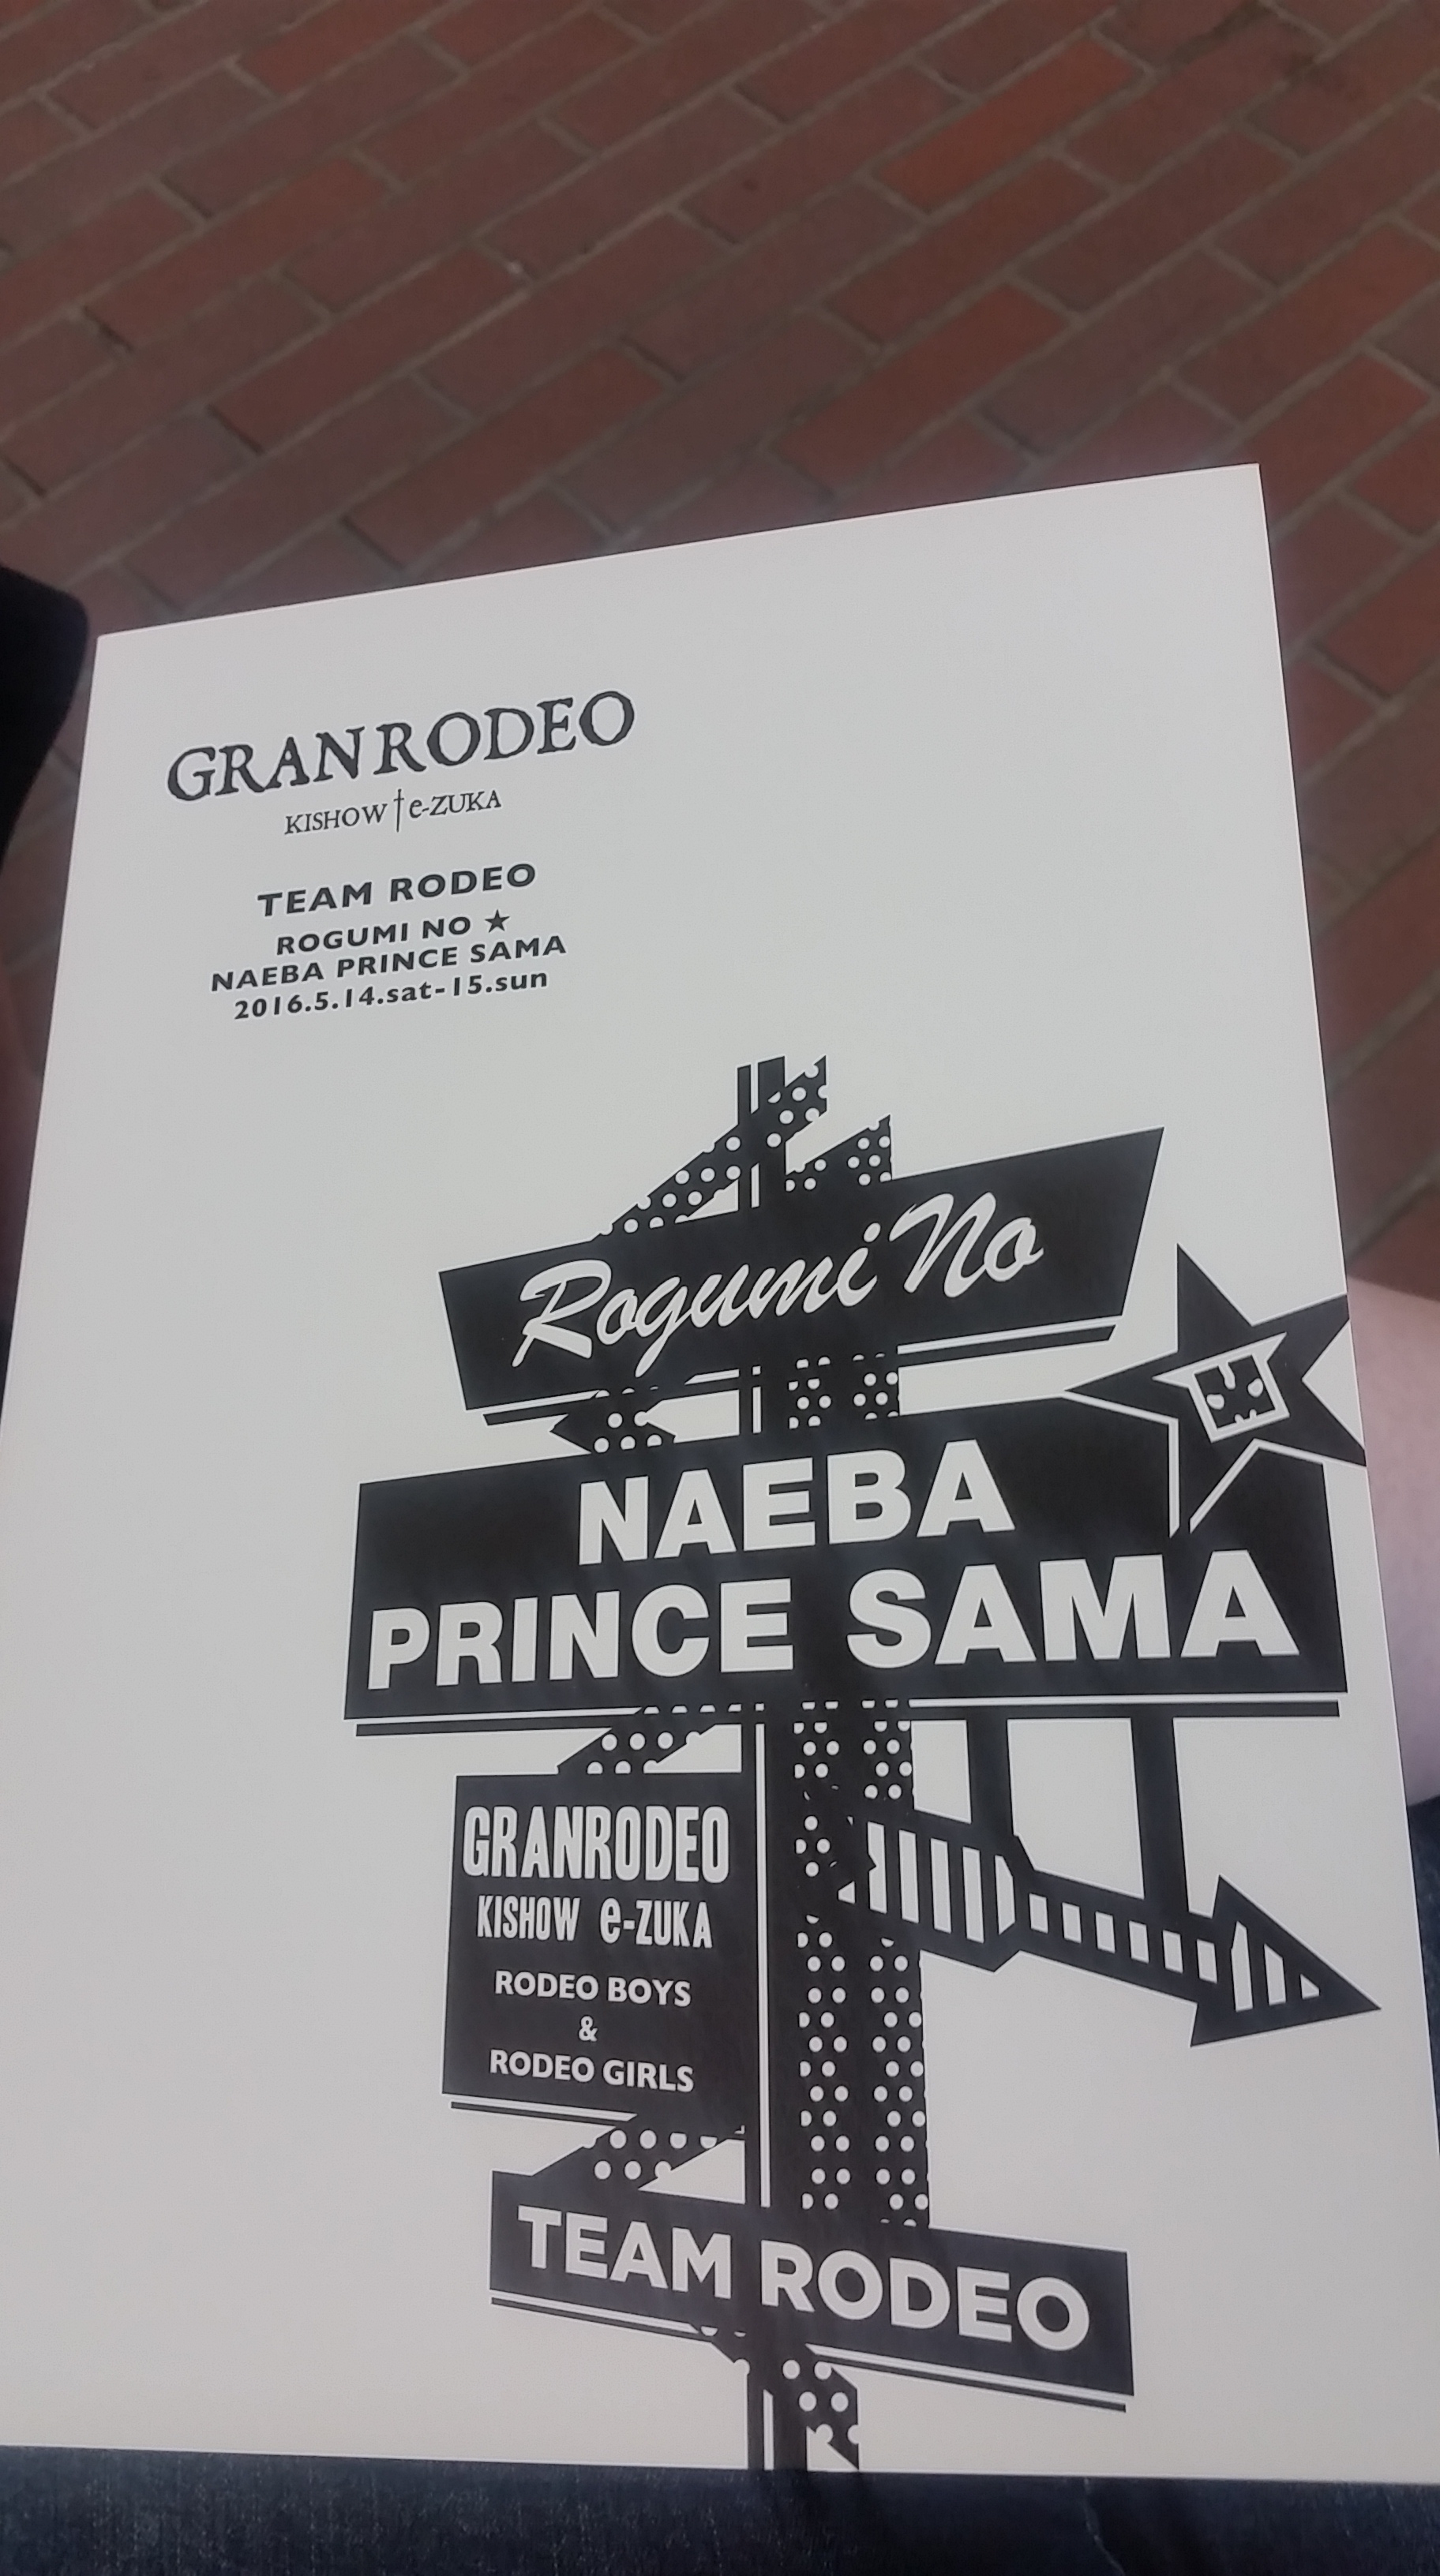 GRANRODEO
KISHOW†e-ZUKA
TEAM RODEO
ROGUMI NO ★
NAEBA PRINCE SAMA
2016.5.14.sat-15.sun
Rogumi No
NAEBA
PRINCE SAMA
GRANRODEO
KISHOW e-ZUKA
RODEO BOYS
&
RODEO GIRLS
TEAM RODEO